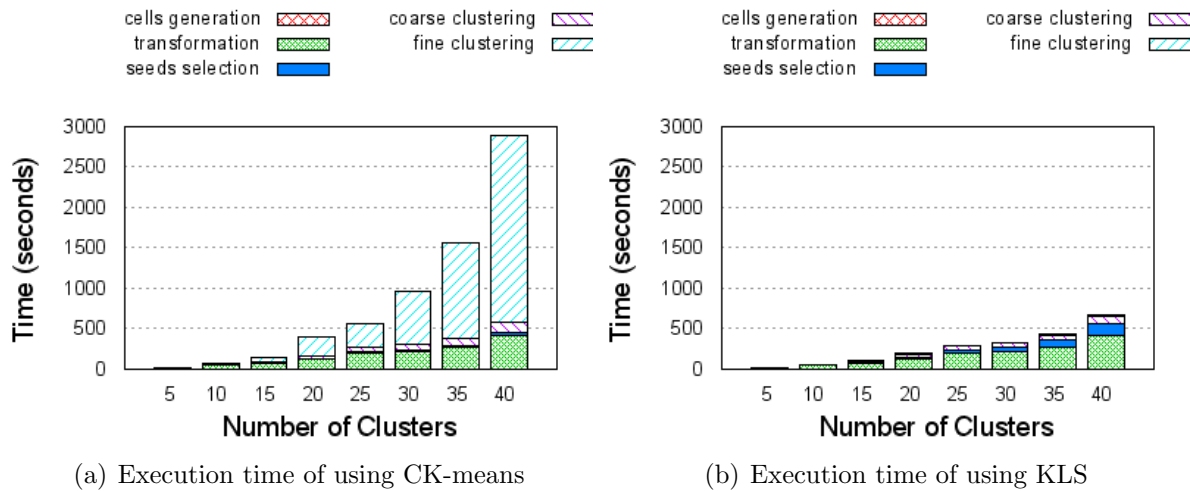 cells generation
transformation
seeds selection
coarse clustering
fine clustering
3000
2500
2000
1500
1000
500
0
Time (seconds)
5 10 15 20 25 30 35 40
Number of Clusters
(a) Execution time of using CK-means
cells generation
transformation
seeds selection
coarse clustering
fine clustering
3000
2500
2000
1500
1000
500
0
Time (seconds)
5 10 15 20 25 30 35 40
Number of Clusters
(b) Execution time of using KLS